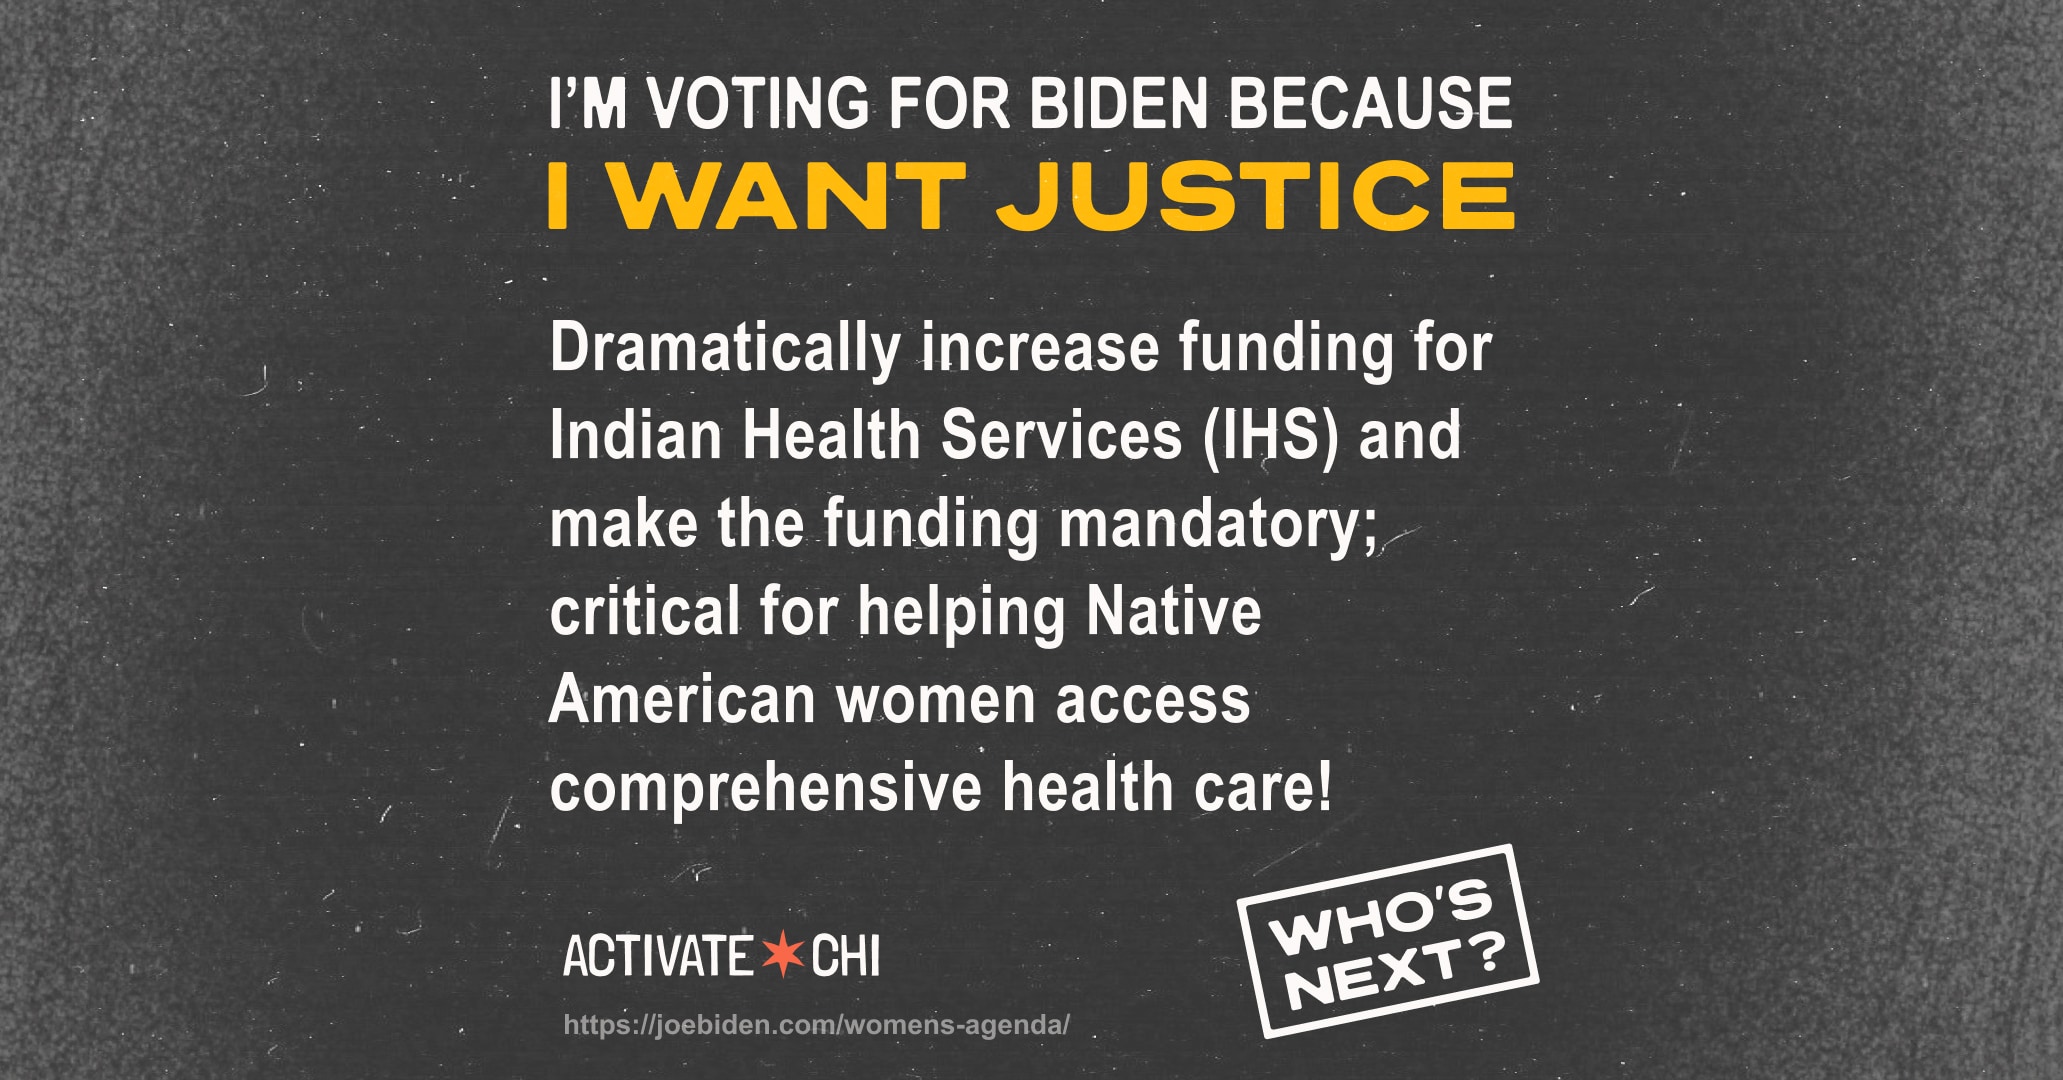 I’M VOTING FOR BIDEN BECAUSE
I WANT JUSTICE
Dramatically increase funding for
Indian Health Services (IHS) and
make the funding mandatory;
critical for helping Native
American women access
comprehensive health care!
ACTIVATE CHI
https://joebiden.com/womens-agenda/
WHO'S
NEXT?